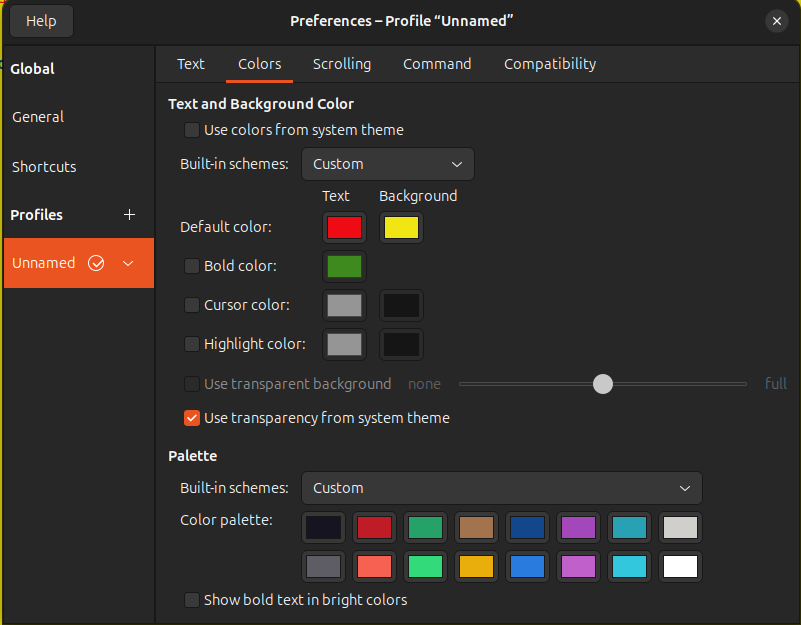 Help
Preferences – Profile “Unnamed”
Global
General
Shortcuts
Profiles
Unnamed
Text Colors Scrolling Command Compatibility
Text and Background Color
Use colors from system theme
Built-in schemes: Custom
Text Background
Default color:
Bold color:
Cursor color:
Highlight color:
Use transparent background none full
Use transparency from system theme
Palette
Built-in schemes: Custom
Color palette:
Show bold text in bright colors